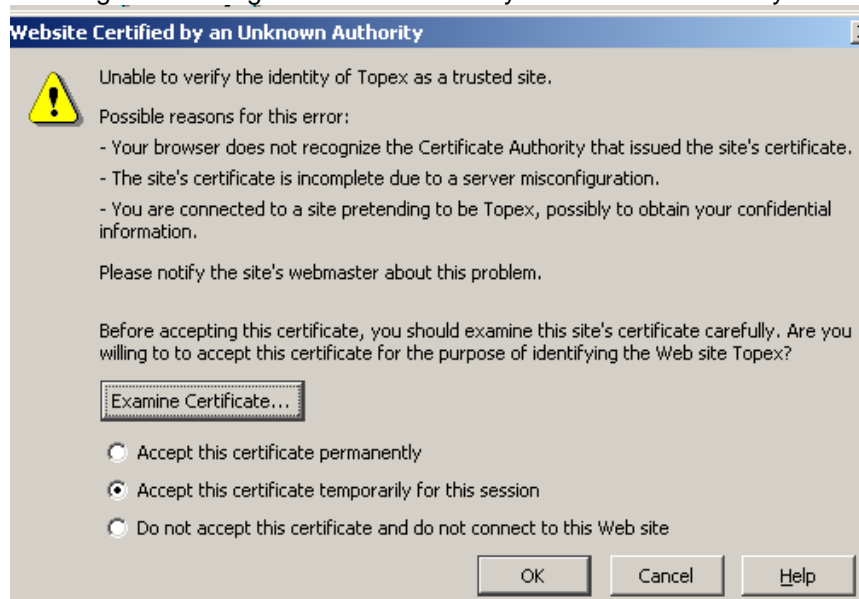 Website Certified by an Unknown Authority
Unable to verify the identity of Topex as a trusted site.
Possible reasons for this error:
- Your browser does not recognize the Certificate Authority that issued the site's certificate.
- The site's certificate is incomplete due to a server misconfiguration.
- You are connected to a site pretending to be Topex, possibly to obtain your confidential
information.
Please notify the site's webmaster about this problem.
Before accepting this certificate, you should examine this site's certificate carefully. Are you
willing to to accept this certificate for the purpose of identifying the Web site Topex?
Examine Certificate...
Accept this certificate permanently
Accept this certificate temporarily for this session
Do not accept this certificate and do not connect to this Web site
OK Cancel Help